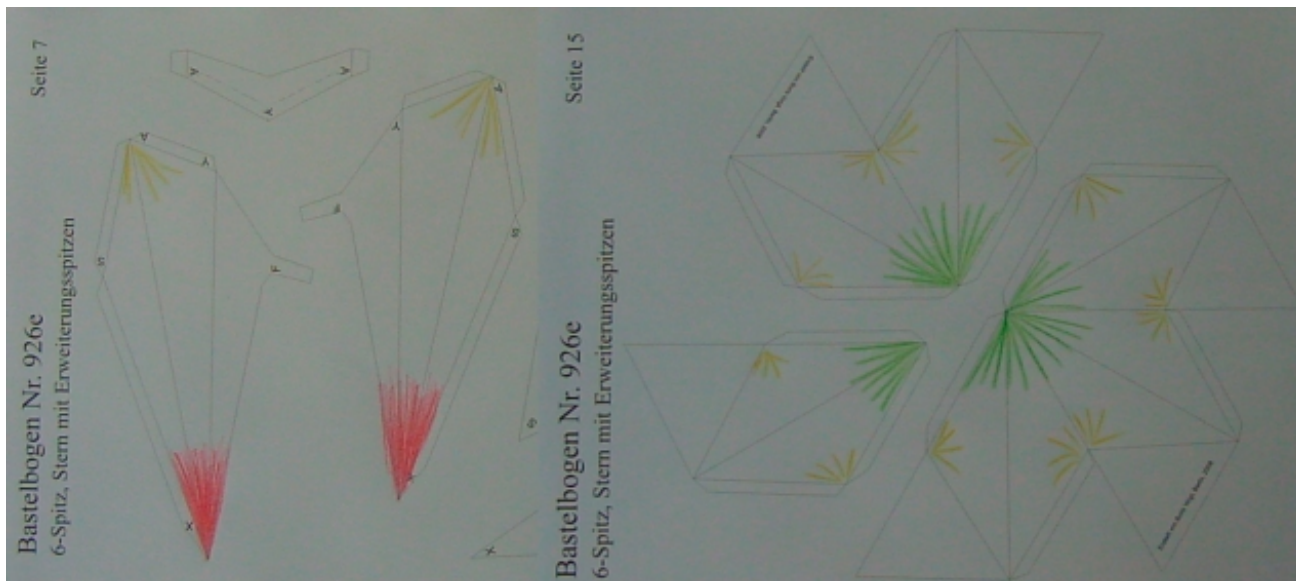 Bastelbogen Nr. 926e
Seite 7
6-Spitz, Stern mit Erweiterungsspitzen
A
A
Y
A
Y
S
F
X
A
Y
S
S
X
Bastelbogen Nr. 926e
Seite 15
6-Spitz, Stern mit Erweiterungsspitzen